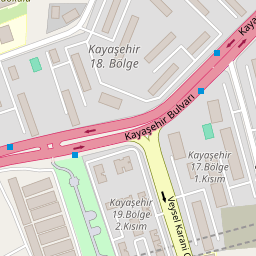 Kayaşehir
18. Bölge
Kayaşehir Bulvarı
Kayaşehir
17.Bölge
1.Kısım
Kayaşehir
19.Bölge
2.Kısım
Veysel Karani